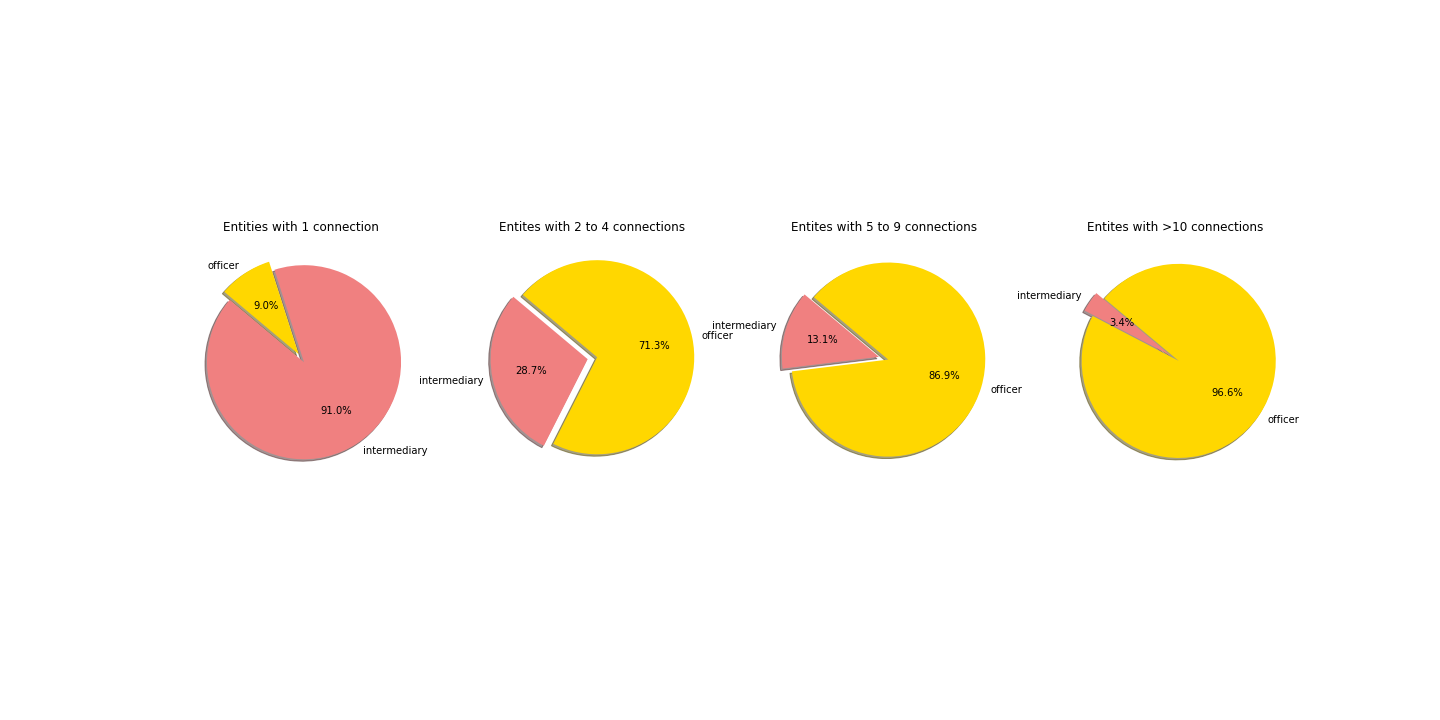 Entities with 1 connection
officer
9.0%
91.0%
intermediary
Entites with 2 to 4 connections
71.3%
officer
28.7%
intermediary
Entites with 5 to 9 connections
intermediary
13.1%
86.9%
officer
Entites with >10 connections
intermediary
3.4%
96.6%
officer